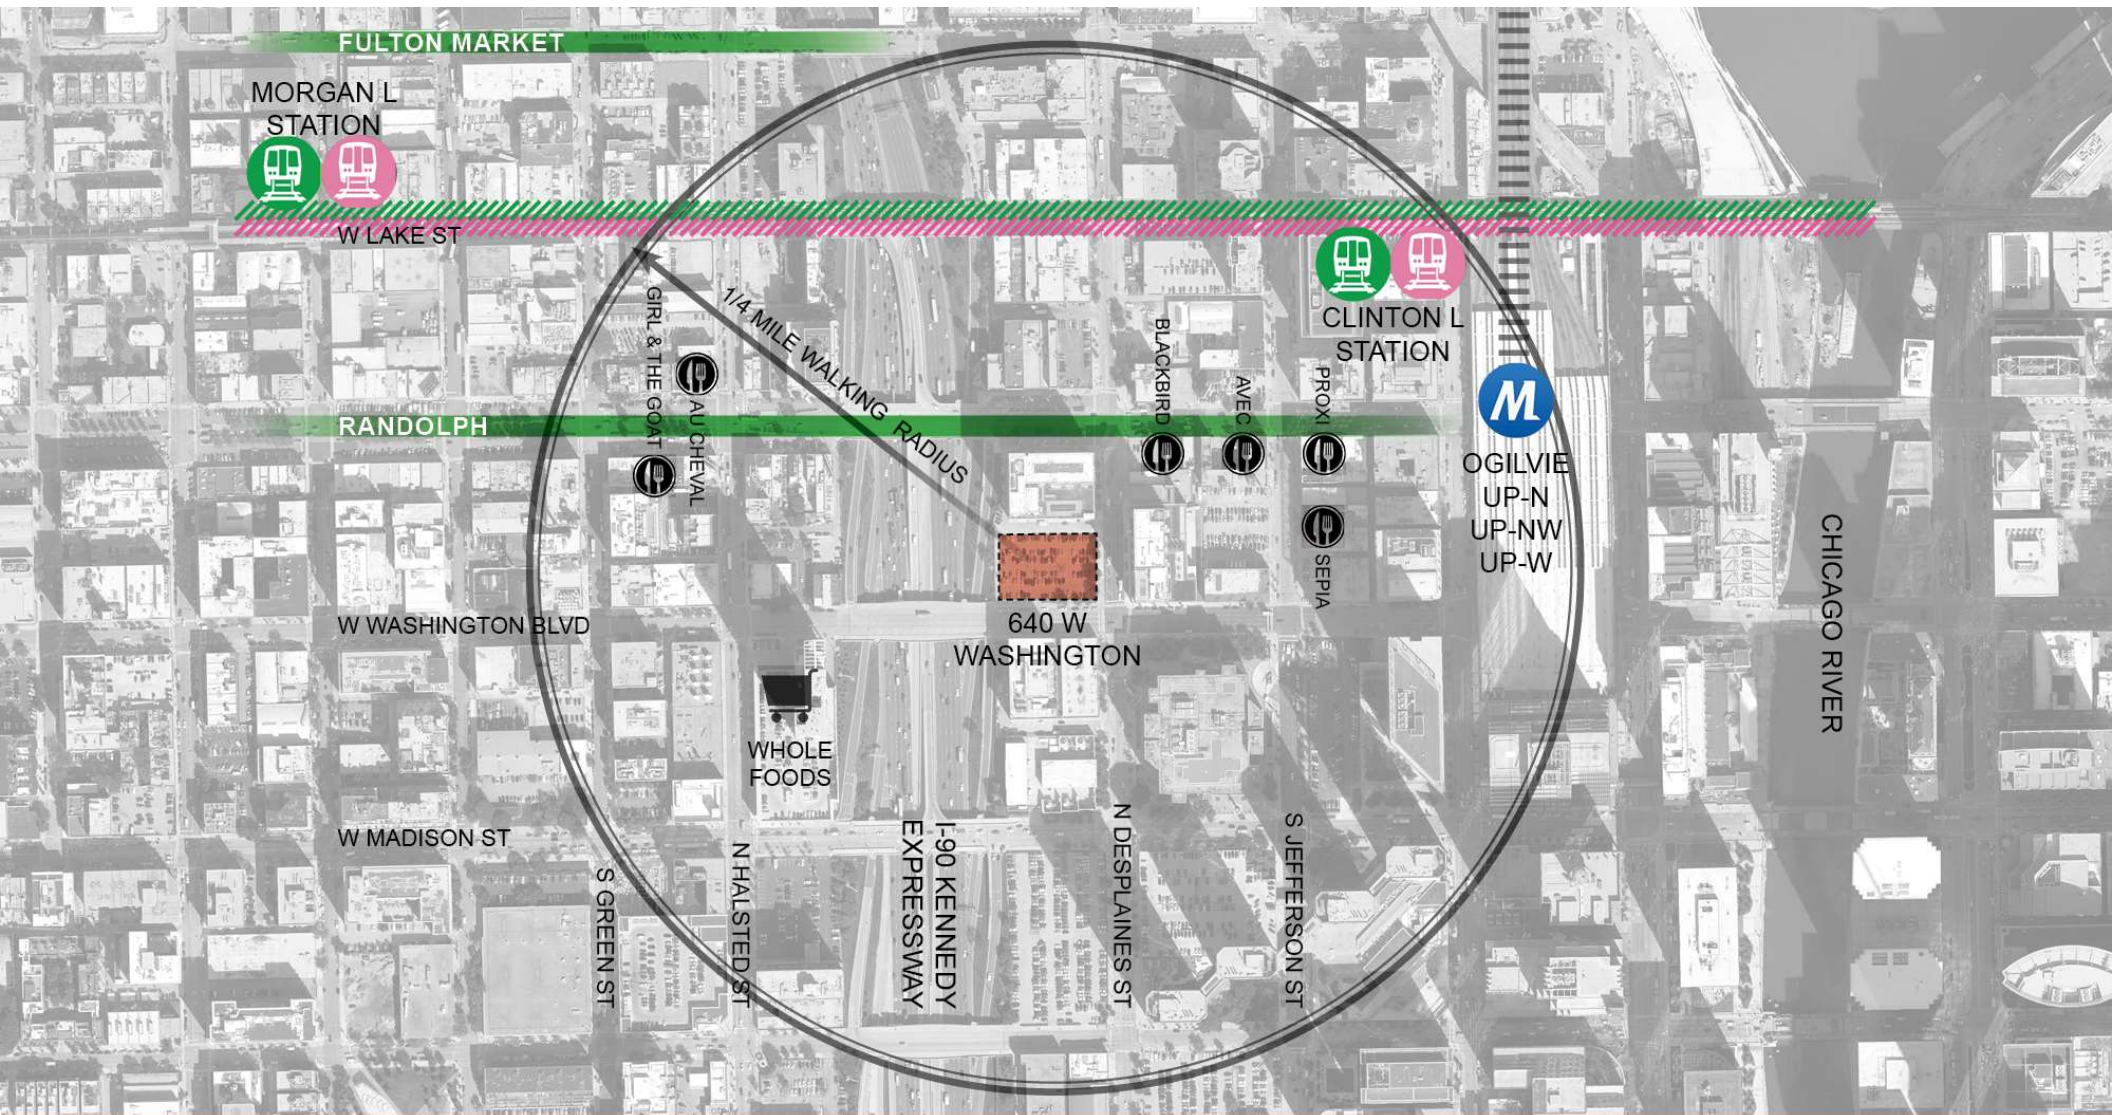 FULTON MARKET
MORGAN L
STATION
W LAKE ST
CLINTON L
STATION
1/4 MILE WALKING RADIUS
GIRL & THE GOAT
AU CHEVAL
BLACKBIRD
AVEC
PROXI
RANDOLPH
M
OGILVIE
UP-N
UP-NW
UP-W
SEPIA
CHICAGO RIVER
W WASHINGTON BLVD
640 W
WASHINGTON
WHOLE
FOODS
W MADISON ST
S GREEN ST
N HALSTED ST
I-90 KENNEDY
EXPRESSWAY
N DESPLAINES ST
S JEFFERSON ST